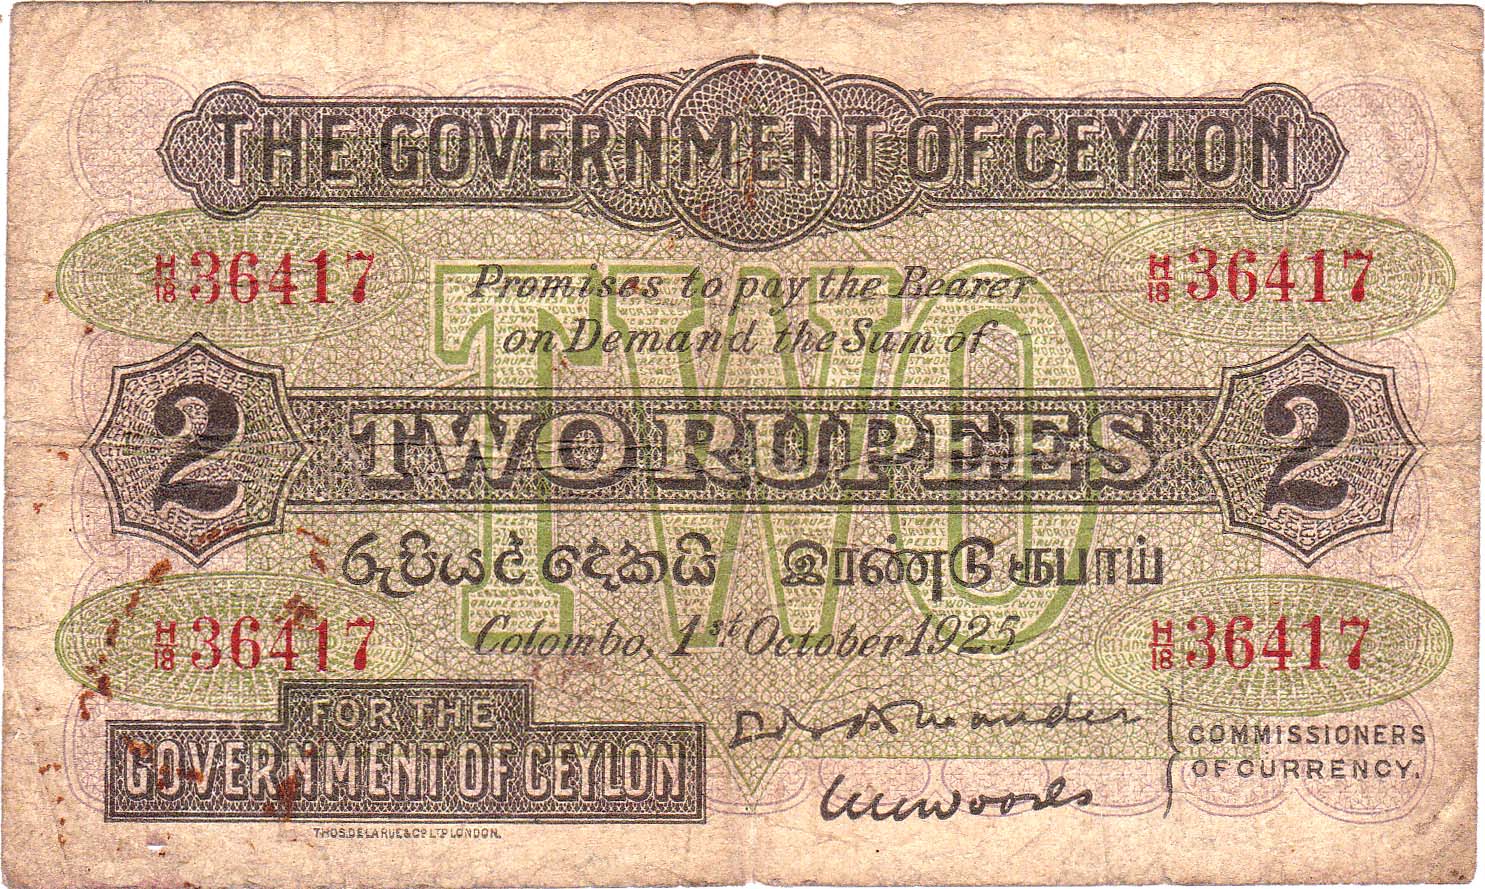 THE GOVERNMENT OF CEYLON
H/18 36417 H/18 36417
Promises to pay the Bearer
on Demand the Sum of
TWO
2 TWO RUPEES 2
රුපියල් දෙකයි இரண்டு ரூபாய்
Colombo, 1st October 1925
H/18 36417 H/18 36417
FOR THE
GOVERNMENT OF CEYLON
COMMISSIONERS
OF CURRENCY.
THOS. DE LA RUE & CO. LTD. LONDON.